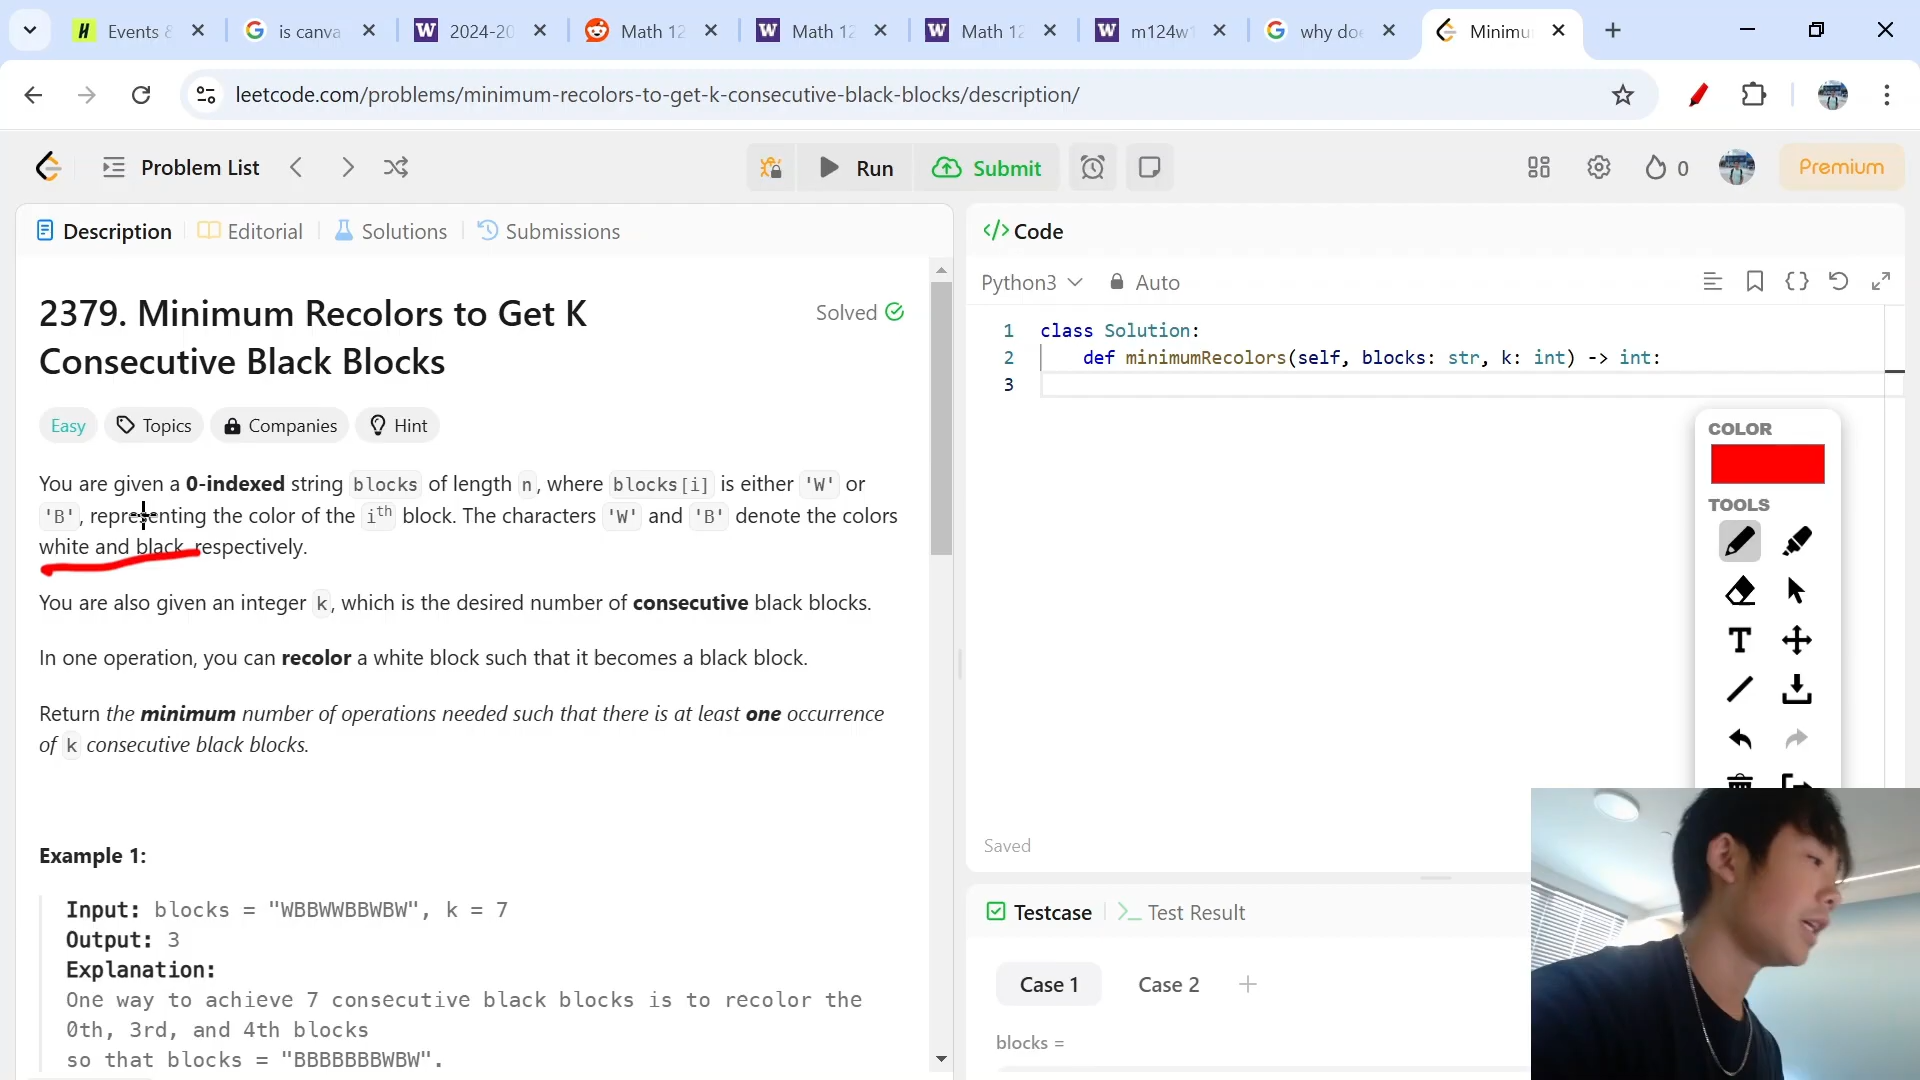 Events &
is canva
2024-20
Math 12
Math 12
Math 12
m124w1
why doe
Minimu
leetcode.com/problems/minimum-recolors-to-get-k-consecutive-black-blocks/description/
Problem List
Run
Submit
0
Premium
Description
Editorial
Solutions
Submissions
2379. Minimum Recolors to Get K
Consecutive Black Blocks
Solved
Easy
Topics
Companies
Hint
You are given a 0-indexed string blocks of length n, where blocks[i] is either 'W' or
'B', representing the color of the ith block. The characters 'W' and 'B' denote the colors
white and black, respectively.
You are also given an integer k, which is the desired number of consecutive black blocks.
In one operation, you can recolor a white block such that it becomes a black block.
Return the minimum number of operations needed such that there is at least one occurrence
of k consecutive black blocks.
Example 1:
Input: blocks = "WBBWWBBWBW", k = 7
Output: 3
Explanation:
One way to achieve 7 consecutive black blocks is to recolor the
0th, 3rd, and 4th blocks
so that blocks = "BBBBBBBWBW".
Code
Python3
Auto
1 class Solution:
2 def minimumRecolors(self, blocks: str, k: int) -> int:
3
COLOR
TOOLS
Saved
Testcase
Test Result
Case 1
Case 2
blocks =